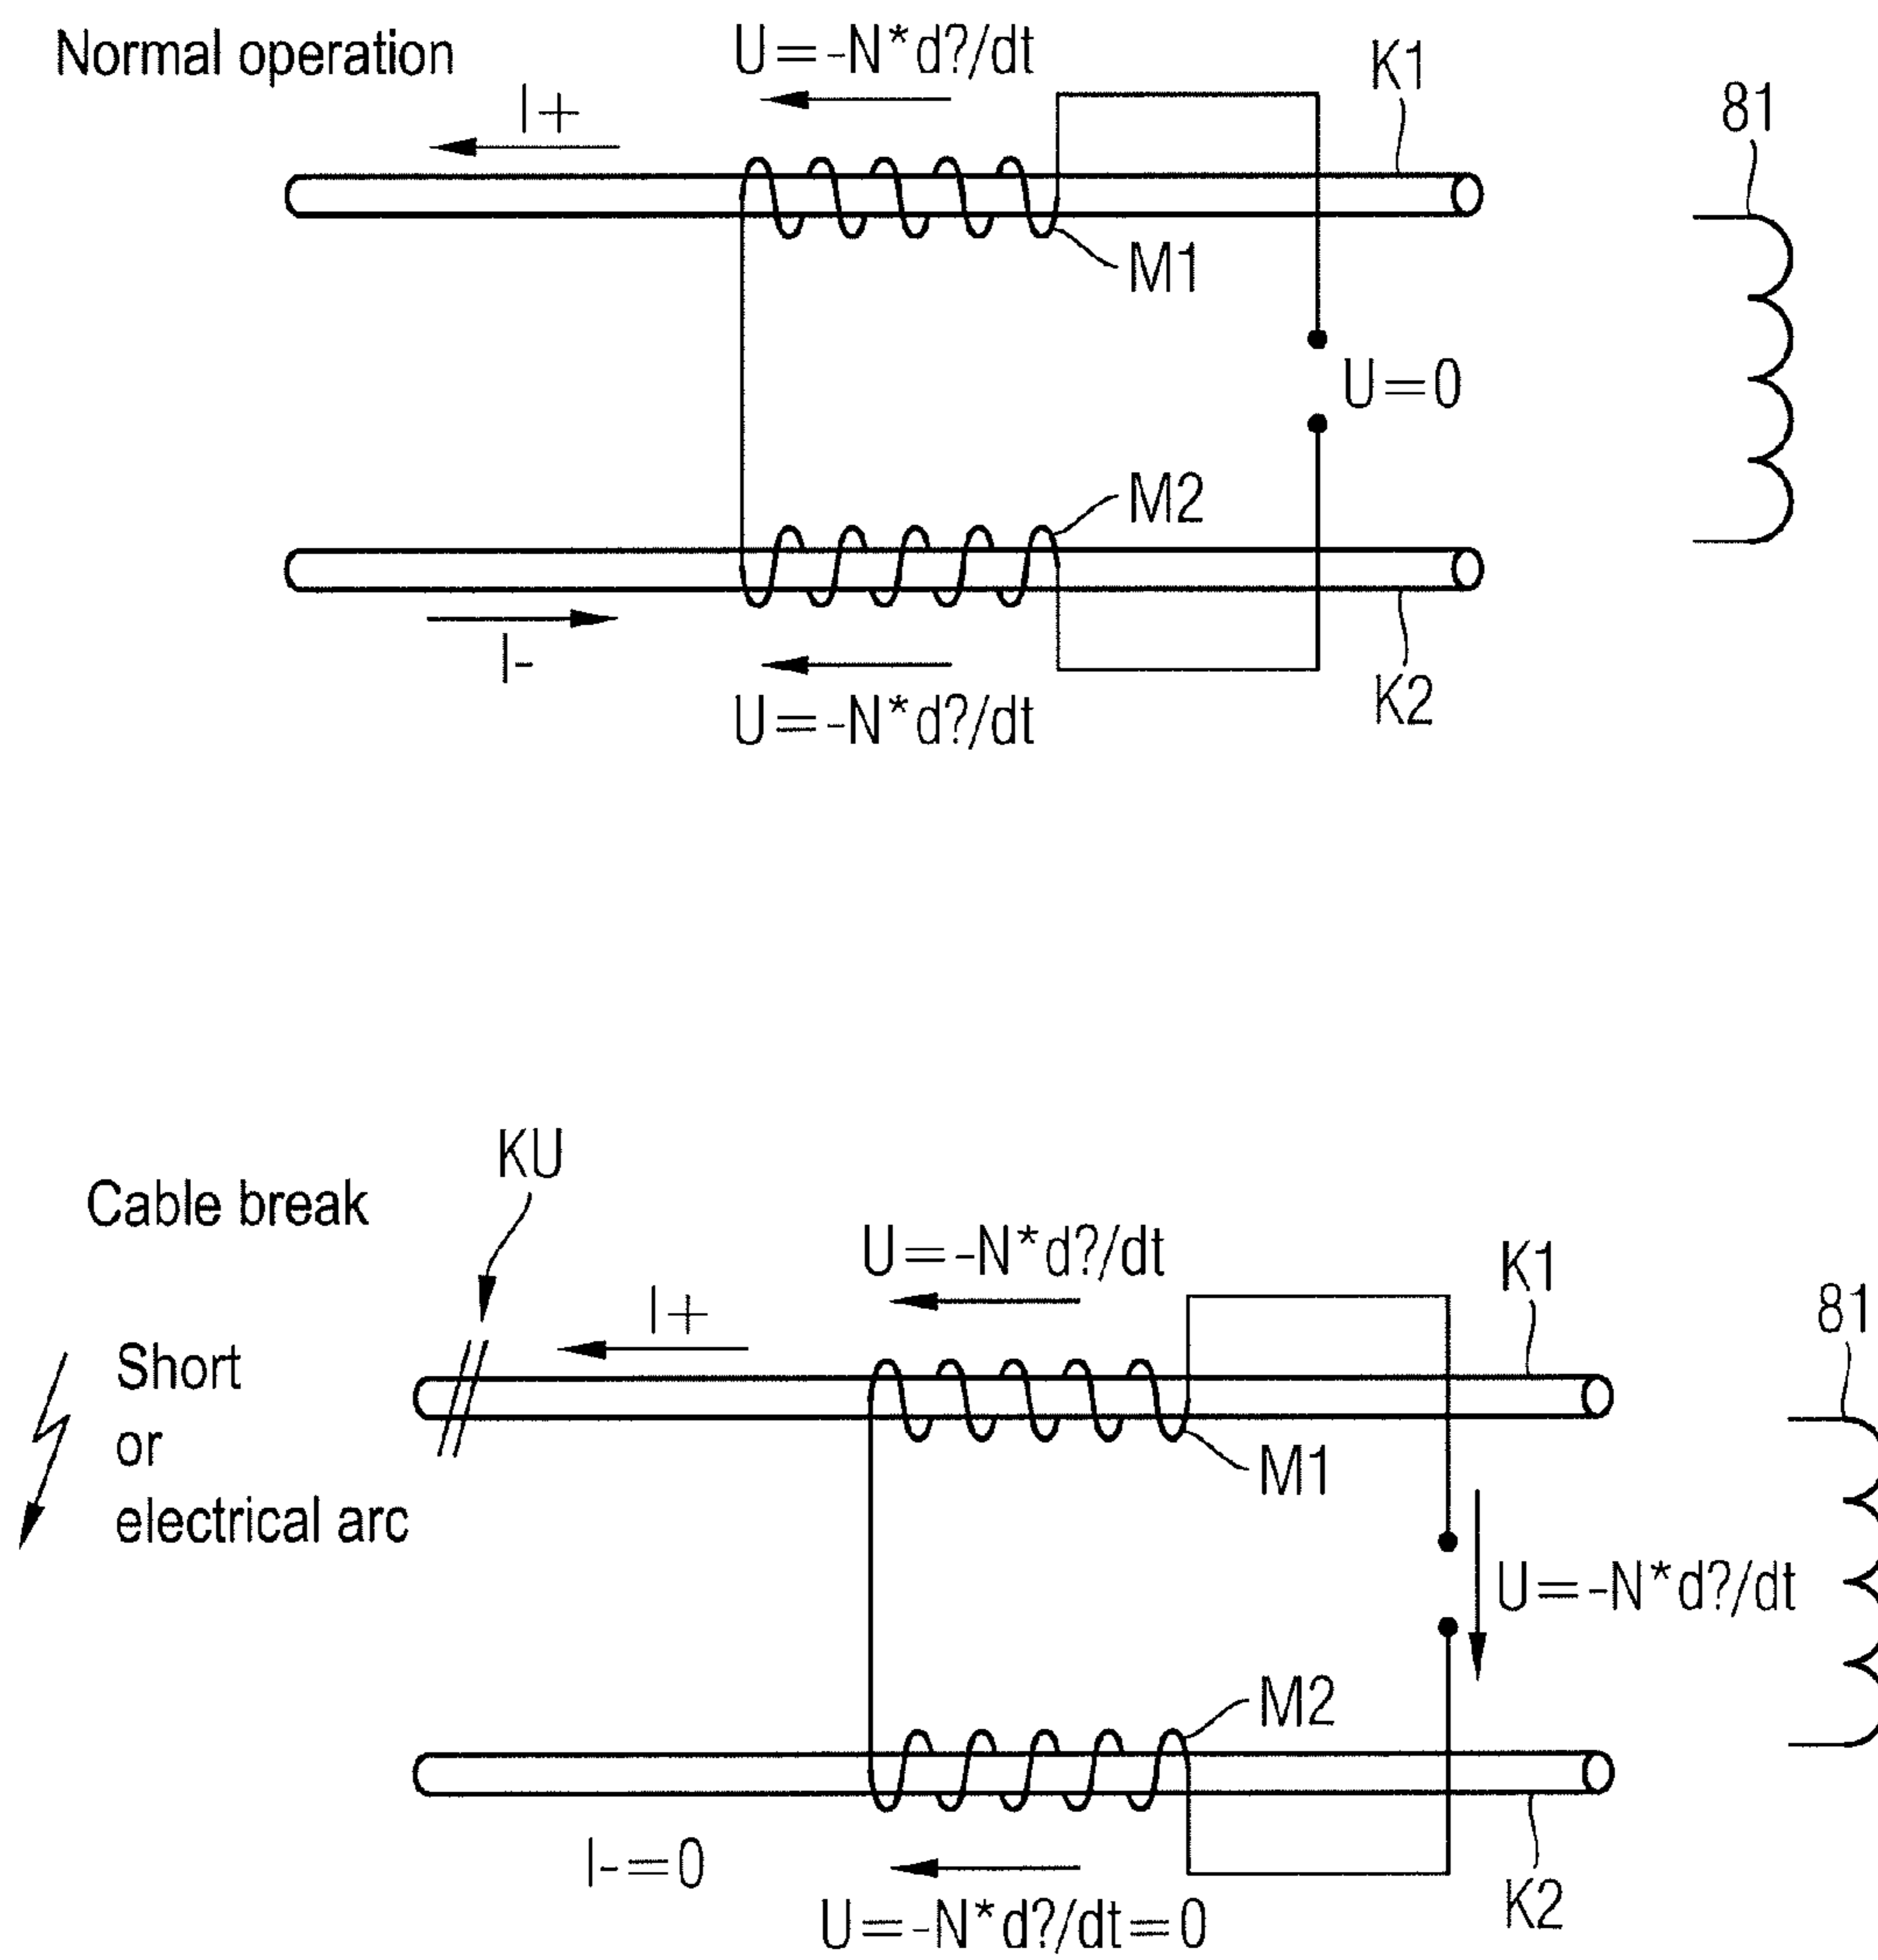 Normal operation
U=-N*d?/dt
K1
81
I+
M1
U=0
M2
I-
K2
U=-N*d?/dt
KU
Cable break
U=-N*d?/dt
K1
81
I+
Short
or
electrical arc
M1
U=-N*d?/dt
M2
I-=0
K2
U=-N*d?/dt=0